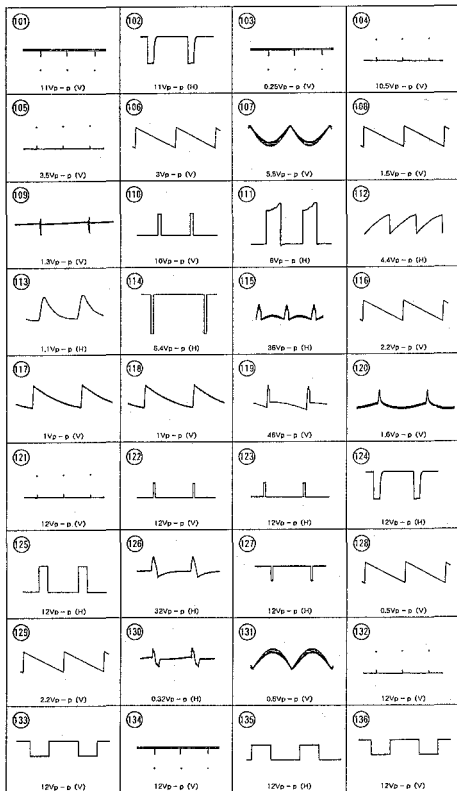 101 102 103 104
11Vp-p (V) 11Vp-p (H) 0.25Vp-p (V) 10.5Vp-p (V)
105 106 107 108
3.5Vp-p (V) 3Vp-p (V) 5.5Vp-p (V) 1.5Vp-p (V)
109 110 111 112
1.3Vp-p (V) 10Vp-p (V) 6Vp-p (H) 4.4Vp-p (H)
113 114 115 116
1.1Vp-p (H) 6.4Vp-p (H) 36Vp-p (H) 2.2Vp-p (V)
117 118 119 120
1Vp-p (V) 1Vp-p (V) 46Vp-p (V) 1.6Vp-p (V)
121 122 123 124
12Vp-p (V) 12Vp-p (V) 12Vp-p (H) 12Vp-p (H)
125 126 127 128
12Vp-p (H) 32Vp-p (H) 12Vp-p (H) 0.5Vp-p (V)
129 130 131 132
2.2Vp-p (V) 0.32Vp-p (H) 0.6Vp-p (V) 12Vp-p (V)
133 134 135 136
12Vp-p (V) 12Vp-p (V) 12Vp-p (H) 12Vp-p (V)